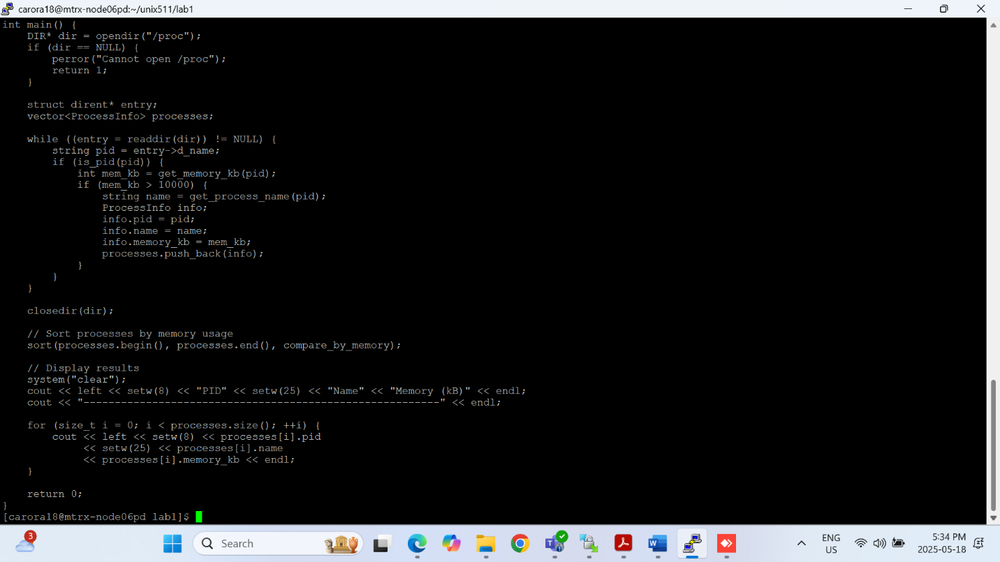 carora18@mtrx-node06pd:~/unix511/lab1
int main() {
    DIR* dir = opendir("/proc");
    if (dir == NULL) {
        perror("Cannot open /proc");
        return 1;
    }

    struct dirent* entry;
    vector<ProcessInfo> processes;

    while ((entry = readdir(dir)) != NULL) {
        string pid = entry->d_name;
        if (is_pid(pid)) {
            int mem_kb = get_memory_kb(pid);
            if (mem_kb > 10000) {
                string name = get_process_name(pid);
                ProcessInfo info;
                info.pid = pid;
                info.name = name;
                info.memory_kb = mem_kb;
                processes.push_back(info);
            }
        }
    }

    closedir(dir);

    // Sort processes by memory usage
    sort(processes.begin(), processes.end(), compare_by_memory);

    // Display results
    system("clear");
    cout << left << setw(8) << "PID" << setw(25) << "Name" << "Memory (kB)" << endl;
    cout << "---------------------------------------------------------" << endl;

    for (size_t i = 0; i < processes.size(); ++i) {
        cout << left << setw(8) << processes[i].pid
             << setw(25) << processes[i].name
             << processes[i].memory_kb << endl;
    }

    return 0;
}
[carora18@mtrx-node06pd lab1]$
3
Search
ENG
US
5:34 PM
2025-05-18